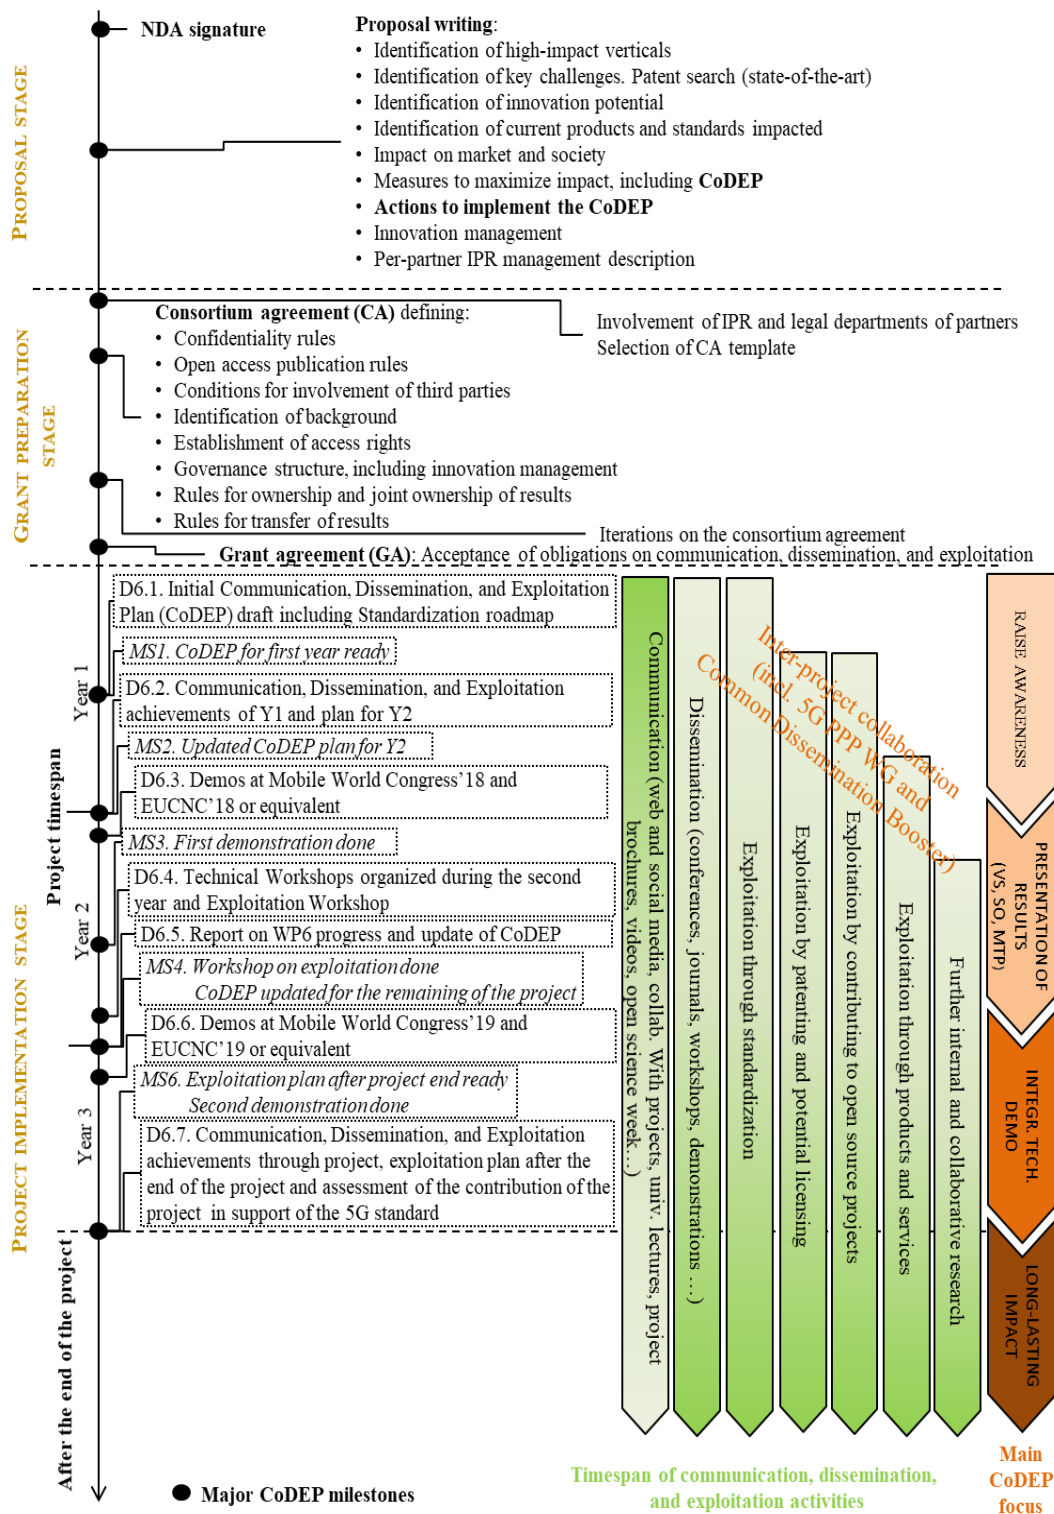 PROPOSAL STAGE
NDA signature
Proposal writing:
• Identification of high-impact verticals
• Identification of key challenges. Patent search (state-of-the-art)
• Identification of innovation potential
• Identification of current products and standards impacted
• Impact on market and society
• Measures to maximize impact, including CoDEP
• Actions to implement the CoDEP
• Innovation management
• Per-partner IPR management description
GRANT PREPARATION
STAGE
Consortium agreement (CA) defining:
• Confidentiality rules
• Open access publication rules
• Conditions for involvement of third parties
• Identification of background
• Establishment of access rights
• Governance structure, including innovation management
• Rules for ownership and joint ownership of results
• Rules for transfer of results
Involvement of IPR and legal departments of partners
Selection of CA template
Iterations on the consortium agreement
Grant agreement (GA): Acceptance of obligations on communication, dissemination, and exploitation
PROJECT IMPLEMENTATION STAGE
Project timespan
Year 1
Year 2
Year 3
After the end of the project
D6.1. Initial Communication, Dissemination, and Exploitation
Plan (CoDEP) draft including Standardization roadmap
MS1. CoDEP for first year ready
D6.2. Communication, Dissemination, and Exploitation
achievements of Y1 and plan for Y2
MS2. Updated CoDEP plan for Y2
D6.3. Demos at Mobile World Congress'18 and
EUCNC'18 or equivalent
MS3. First demonstration done
D6.4. Technical Workshops organized during the second
year and Exploitation Workshop
D6.5. Report on WP6 progress and update of CoDEP
MS4. Workshop on exploitation done
CoDEP updated for the remaining of the project
D6.6. Demos at Mobile World Congress'19 and
EUCNC'19 or equivalent
MS6. Exploitation plan after project end ready
Second demonstration done
D6.7. Communication, Dissemination, and Exploitation
achievements through project, exploitation plan after the
end of the project and assessment of the contribution of the
project in support of the 5G standard
Communication (web and social media, collab. With projects, univ. lectures, project
brochures, videos, open science week…)
Dissemination (conferences, journals, workshops, demonstrations …)
Exploitation through standardization
Exploitation by patenting and potential licensing
Exploitation by contributing to open source projects
Exploitation through products and services
Further internal and collaborative research
Inter-project collaboration
(incl. 5G PPP WG and
Common Dissemination Booster)
RAISE AWARENESS
PRESENTATION OF
RESULTS
(VS, SO, MTP)
INTEGR. TECH.
DEMO
LONG-LASTING
IMPACT
Major CoDEP milestones
Timespan of communication, dissemination,
and exploitation activities
Main
CoDEP
focus